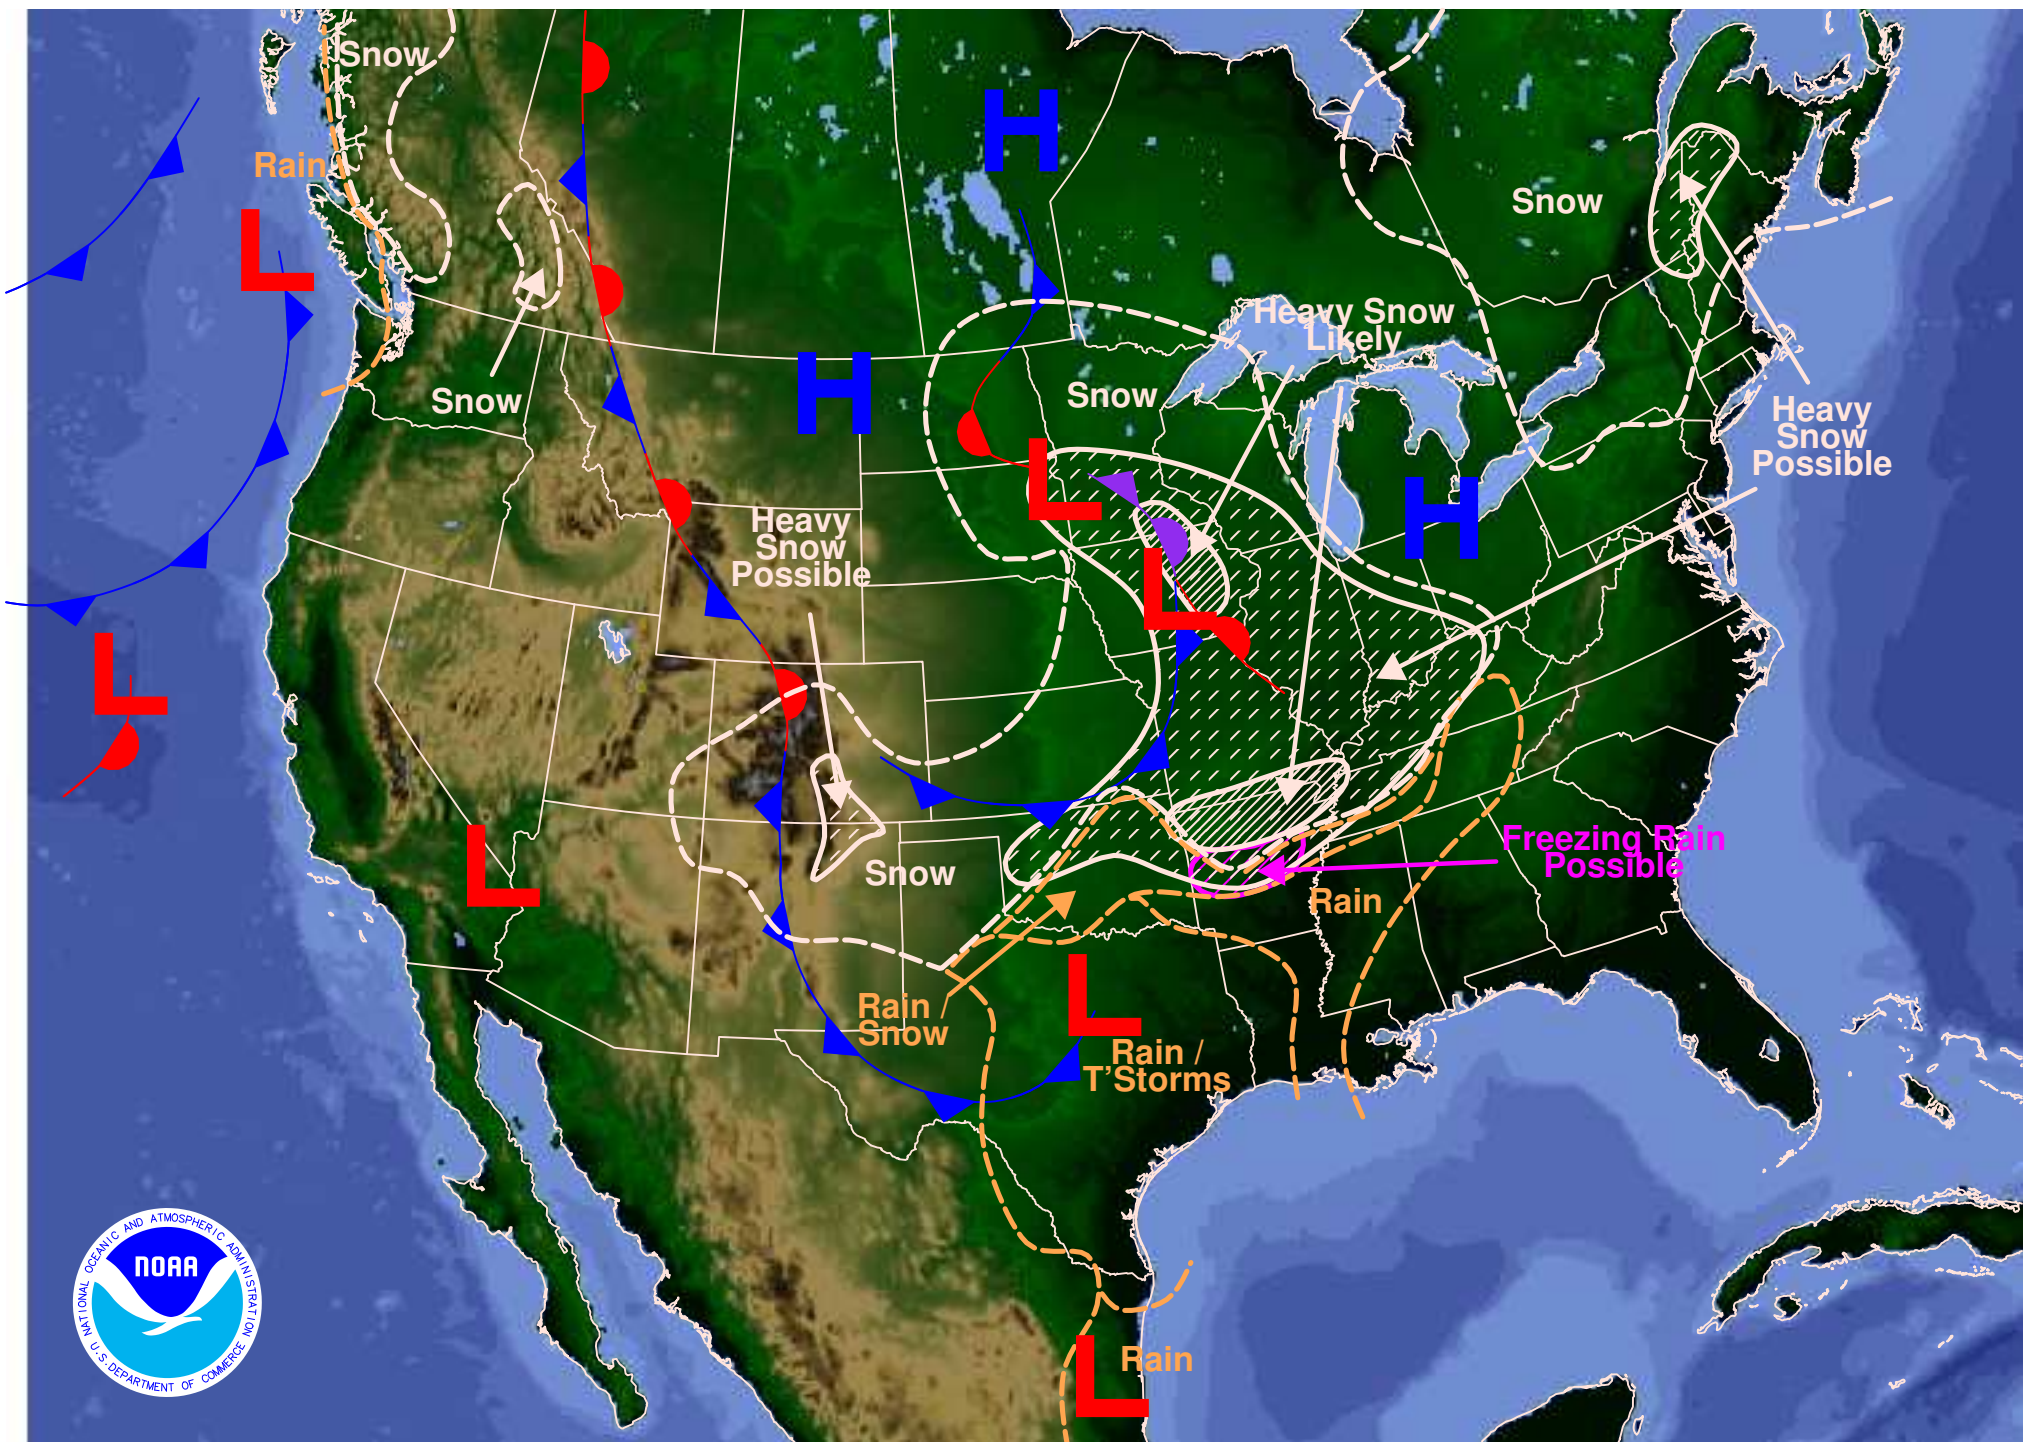 Snow
Rain
L
H
Snow
Heavy Snow
Likely
H
Snow
Snow
Heavy
Snow
Possible
L
H
Heavy
Snow
Possible
L
L
L
Freezing Rain
Possible
Snow
Rain
L
Rain /
Snow
Rain /
T'Storms
L
Rain
NATIONAL OCEANIC AND ATMOSPHERIC ADMINISTRATION
NOAA
U.S. DEPARTMENT OF COMMERCE